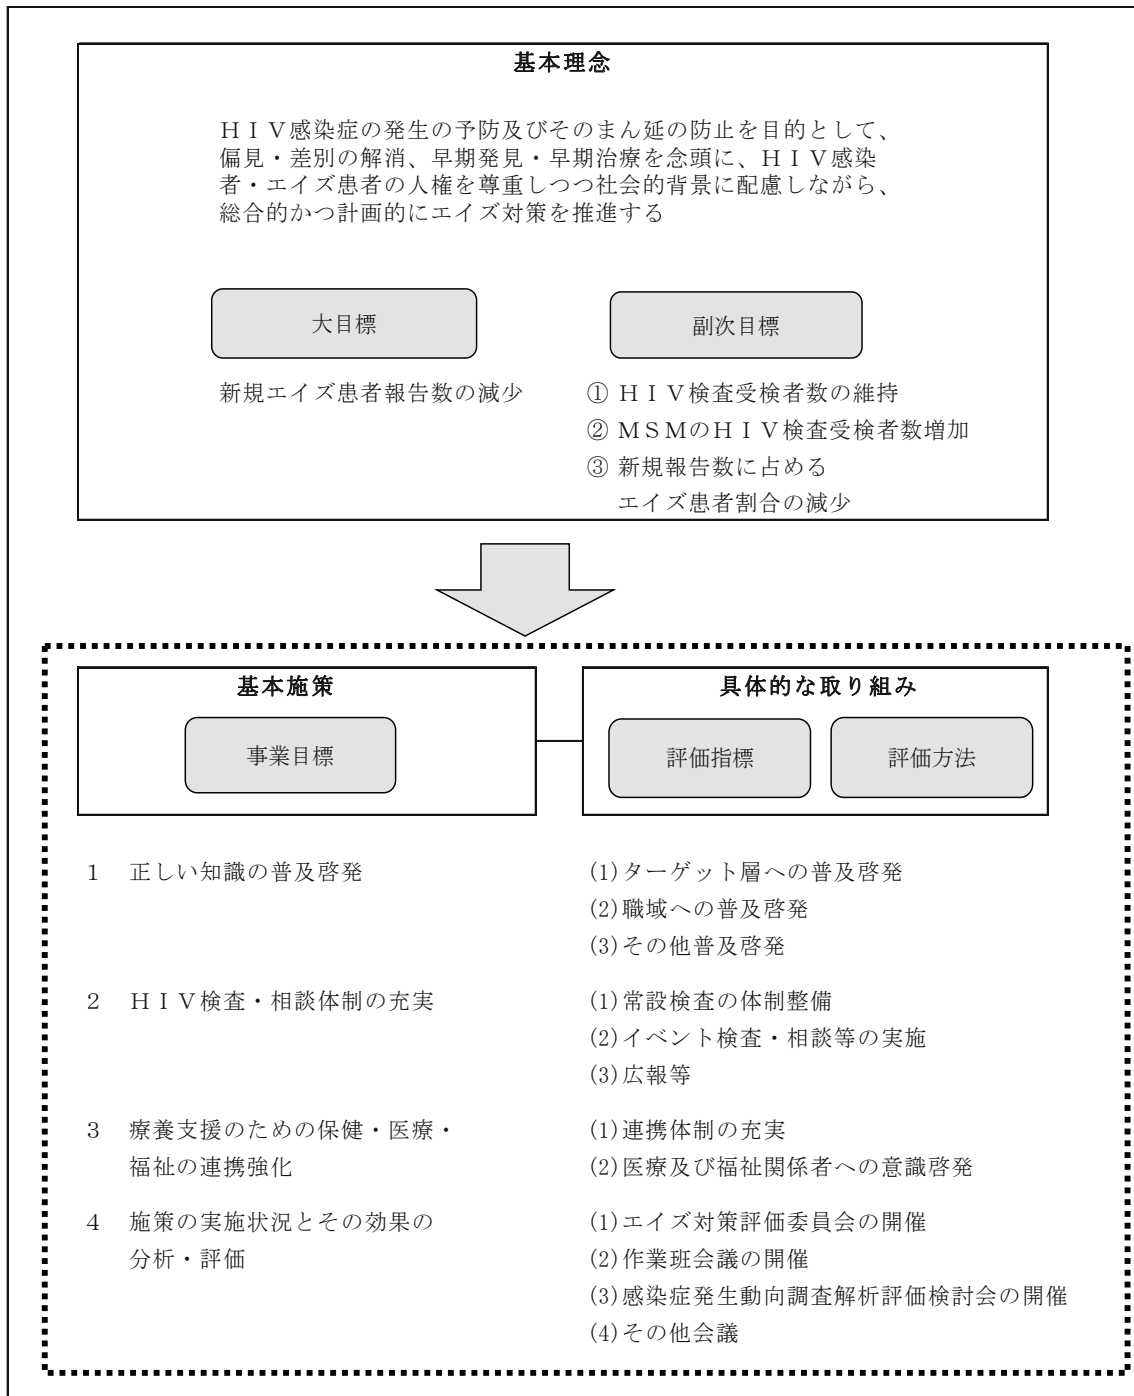 基本理念
ＨＩＶ感染症の発生の予防及びそのまん延の防止を目的として、
偏見・差別の解消、早期発見・早期治療を念頭に、ＨＩＶ感染
者・エイズ患者の人権を尊重しつつ社会的背景に配慮しながら、
総合的かつ計画的にエイズ対策を推進する
大目標
新規エイズ患者報告数の減少
副次目標
① ＨＩＶ検査受検者数の維持
② ＭＳＭのＨＩＶ検査受検者数増加
③ 新規報告数に占める
エイズ患者割合の減少
基本施策
事業目標
具体的な取り組み
評価指標
評価方法
1 正しい知識の普及啓発
(1)ターゲット層への普及啓発
(2)職域への普及啓発
(3)その他普及啓発
2 ＨＩＶ検査・相談体制の充実
(1)常設検査の体制整備
(2)イベント検査・相談等の実施
(3)広報等
3 療養支援のための保健・医療・
福祉の連携強化
(1)連携体制の充実
(2)医療及び福祉関係者への意識啓発
4 施策の実施状況とその効果の
分析・評価
(1)エイズ対策評価委員会の開催
(2)作業班会議の開催
(3)感染症発生動向調査解析評価検討会の開催
(4)その他会議